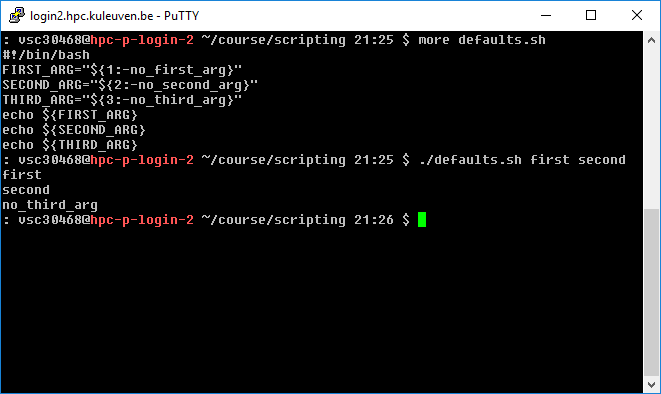 login2.hpc.kuleuven.be - PuTTY
: vsc30468@hpc-p-login-2 ~/course/scripting 21:25 $ more defaults.sh
#!/bin/bash
FIRST_ARG="${1:-no_first_arg}"
SECOND_ARG="${2:-no_second_arg}"
THIRD_ARG="${3:-no_third_arg}"
echo ${FIRST_ARG}
echo ${SECOND_ARG}
echo ${THIRD_ARG}
: vsc30468@hpc-p-login-2 ~/course/scripting 21:25 $ ./defaults.sh first second
first
second
no_third_arg
: vsc30468@hpc-p-login-2 ~/course/scripting 21:26 $